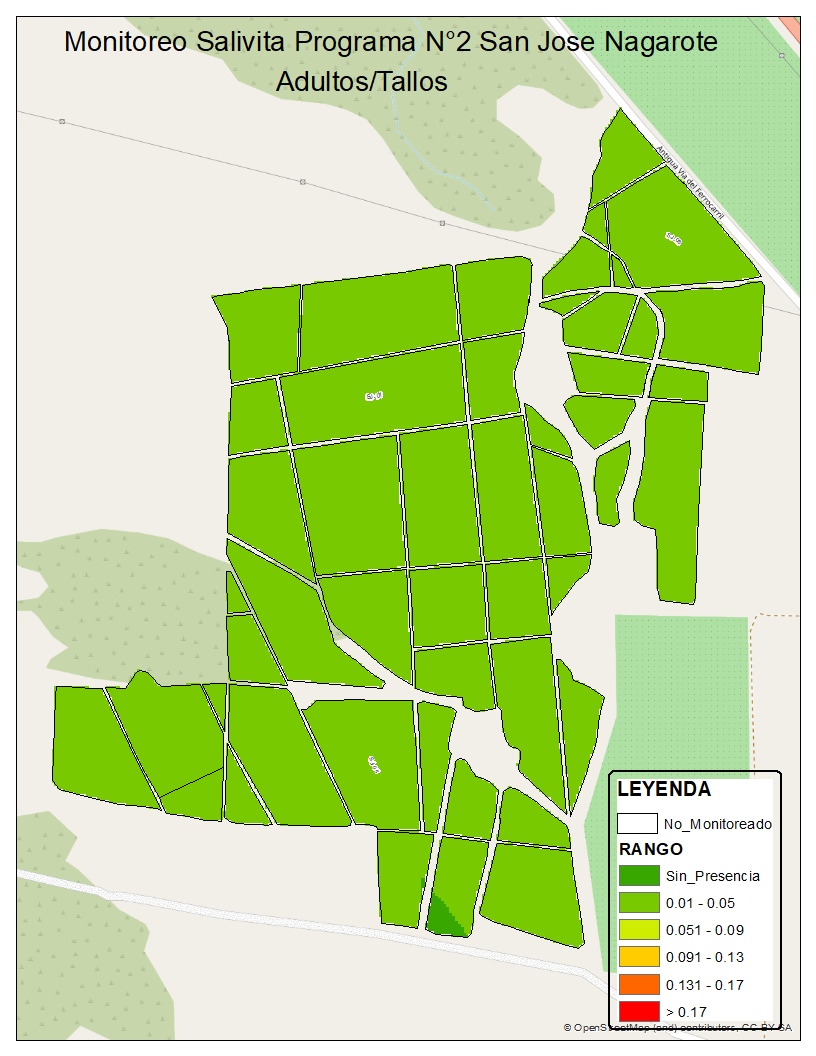 Monitoreo Salivita Programa N°2 San Jose Nagarote
Adultos/Tallos
Antigua Vía del Ferrocarril
LEYENDA
No_Monitoreado
RANGO
Sin_Presencia
0.01 - 0.05
0.051 - 0.09
0.091 - 0.13
0.131 - 0.17
> 0.17
© OpenStreetMap (and) contributors, CC-BY-SA